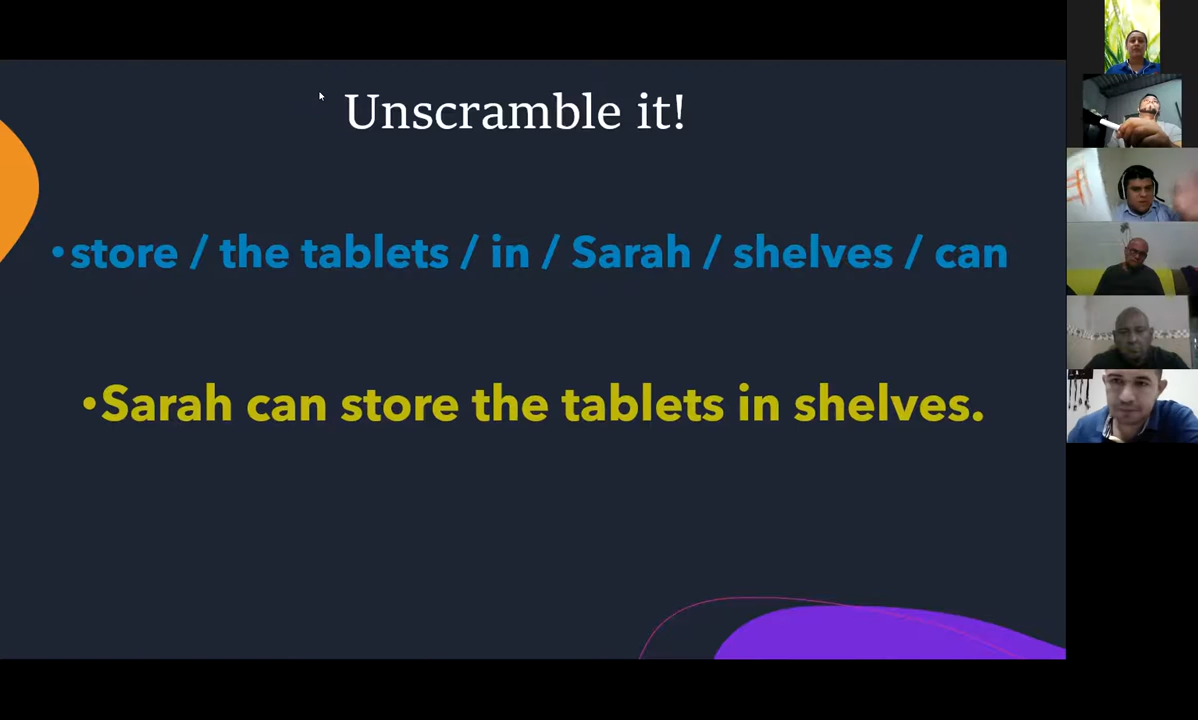 Unscramble it!
•store / the tablets / in / Sarah / shelves / can
•Sarah can store the tablets in shelves.